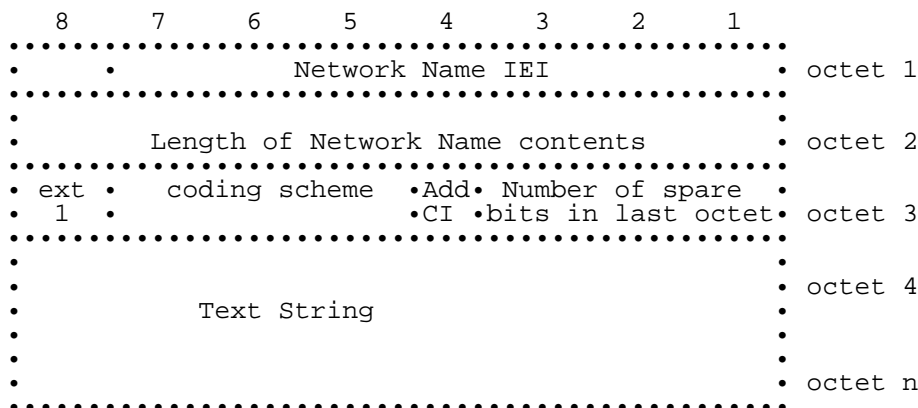 8 7 6 5 4 3 2 1
Network Name IEI octet 1
Length of Network Name contents octet 2
ext coding scheme Add Number of spare
1 CI bits in last octet octet 3
octet 4
Text String
octet n